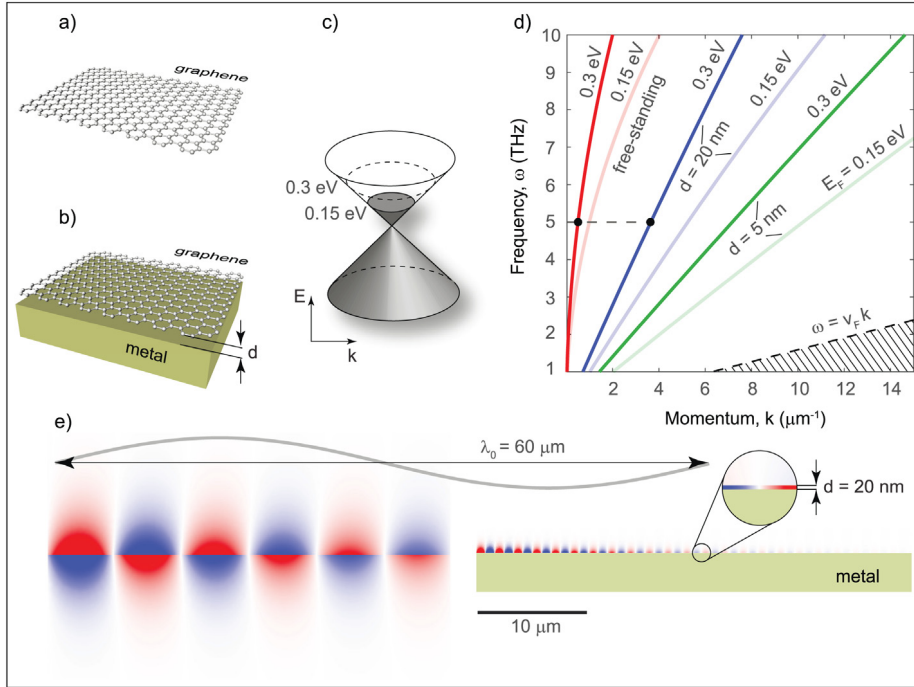 a)
graphene
b)
graphene
metal
d
c)
0.3 eV
0.15 eV
E
k
d)
Frequency, ω (THz)
10
9
8
7
6
5
4
3
2
1
0.3 eV
0.15 eV
free-standing
0.3 eV
0.15 eV
d = 20 nm
0.3 eV
E_F = 0.15 eV
d = 5 nm
ω = v_F k
2
4
6
8
10
12
14
Momentum, k (μm⁻¹)
e)
λ₀ = 60 μm
d = 20 nm
metal
10 μm